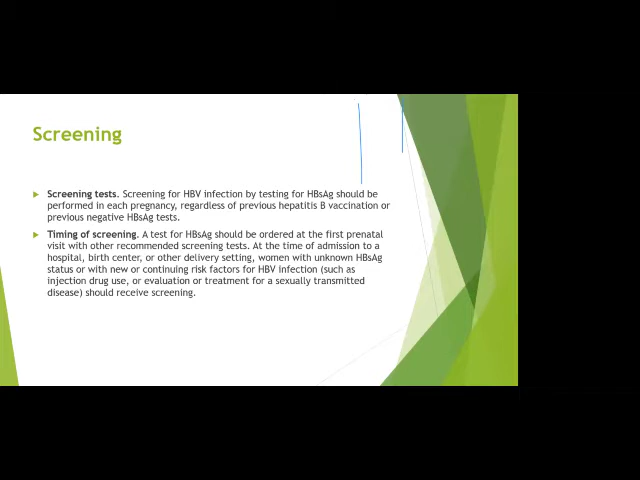 Screening
Screening tests. Screening for HBV infection by testing for HBsAg should be
performed in each pregnancy, regardless of previous hepatitis B vaccination or
previous negative HBsAg tests.
Timing of screening. A test for HBsAg should be ordered at the first prenatal
visit with other recommended screening tests. At the time of admission to a
hospital, birth center, or other delivery setting, women with unknown HBsAg
status or with new or continuing risk factors for HBV infection (such as
injection drug use, or evaluation or treatment for a sexually transmitted
disease) should receive screening.